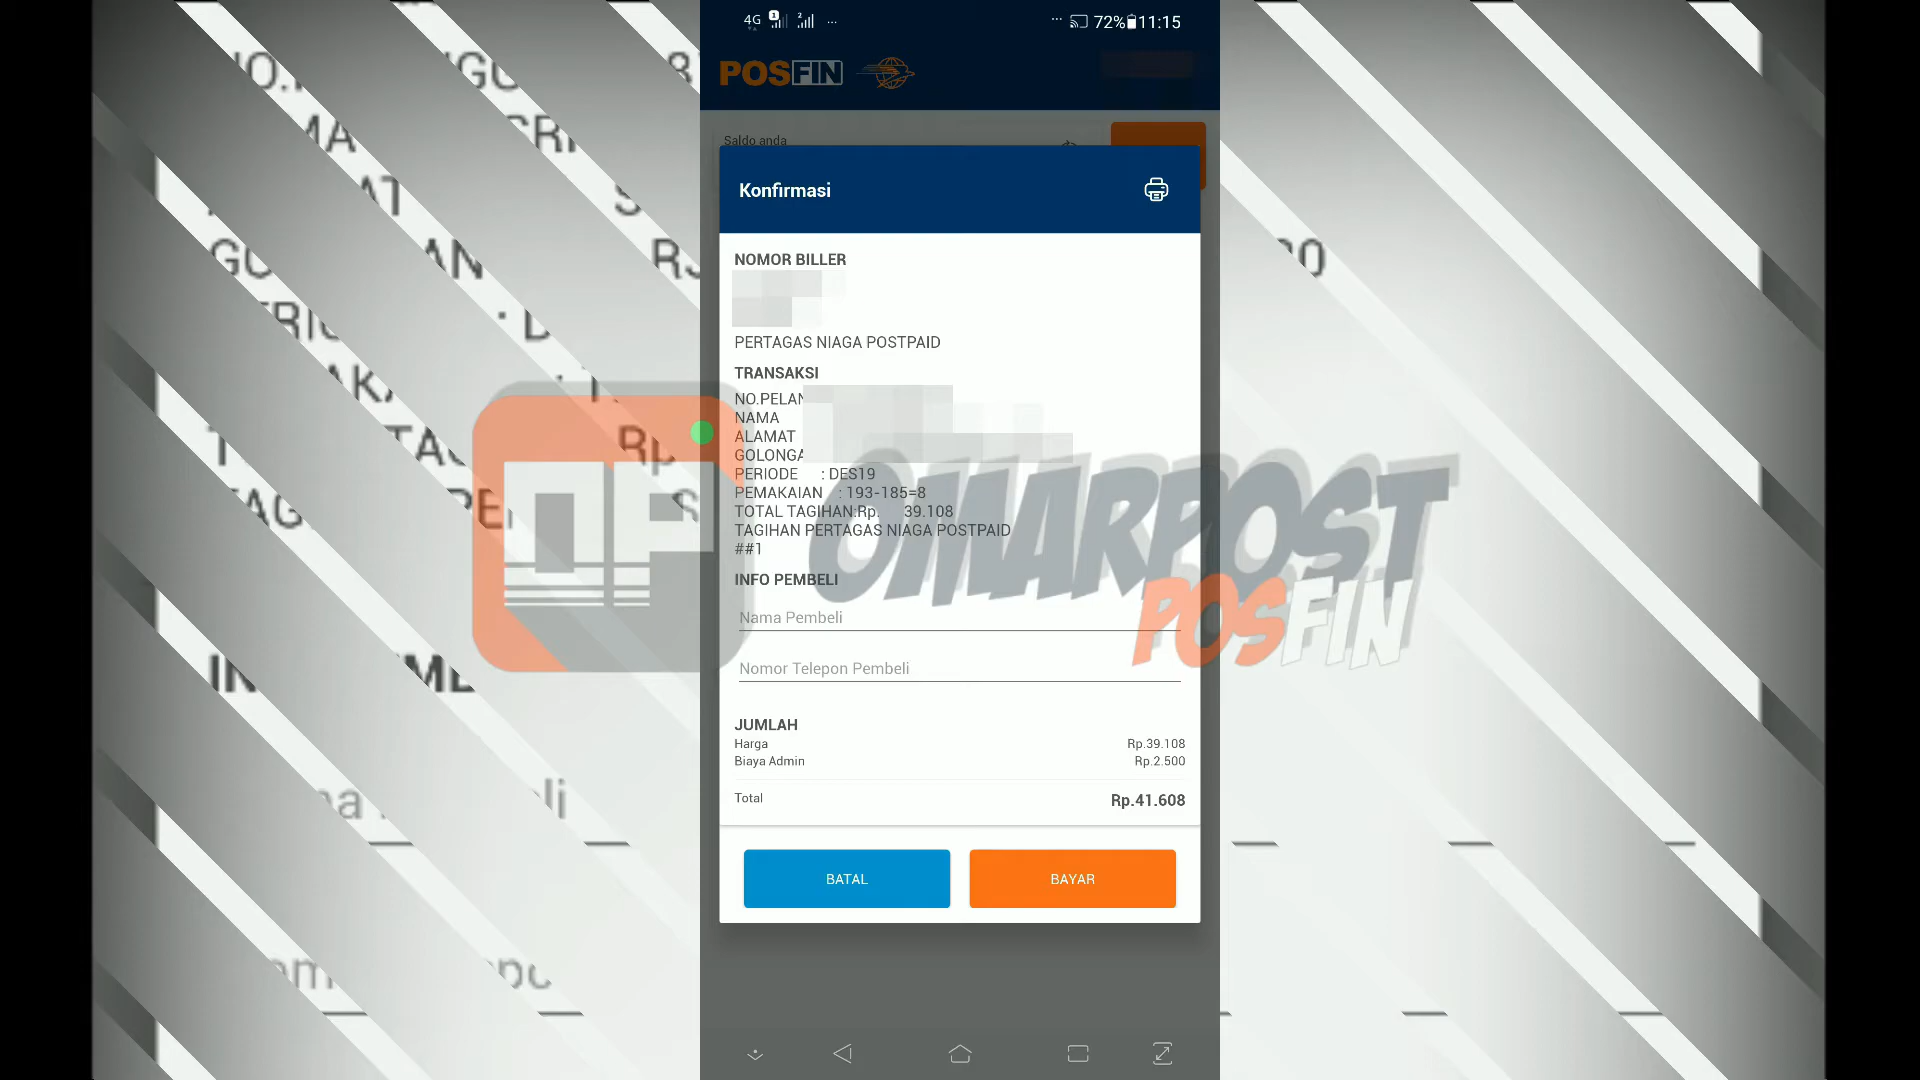 4G 72% 11:15
POSFIN
Saldo anda
Konfirmasi
NOMOR BILLER
PERTAGAS NIAGA POSTPAID
TRANSAKSI
NO.PELAN
NAMA
ALAMAT
GOLONGA
PERIODE : DES19
PEMAKAIAN : 193-185=8
TOTAL TAGIHAN:Rp. 39.108
TAGIHAN PERTAGAS NIAGA POSTPAID
##1
INFO PEMBELI
Nama Pembeli
Nomor Telepon Pembeli
JUMLAH
Harga Rp.39.108
Biaya Admin Rp.2.500
Total Rp.41.608
BATAL BAYAR
OMARPOST
POSFIN